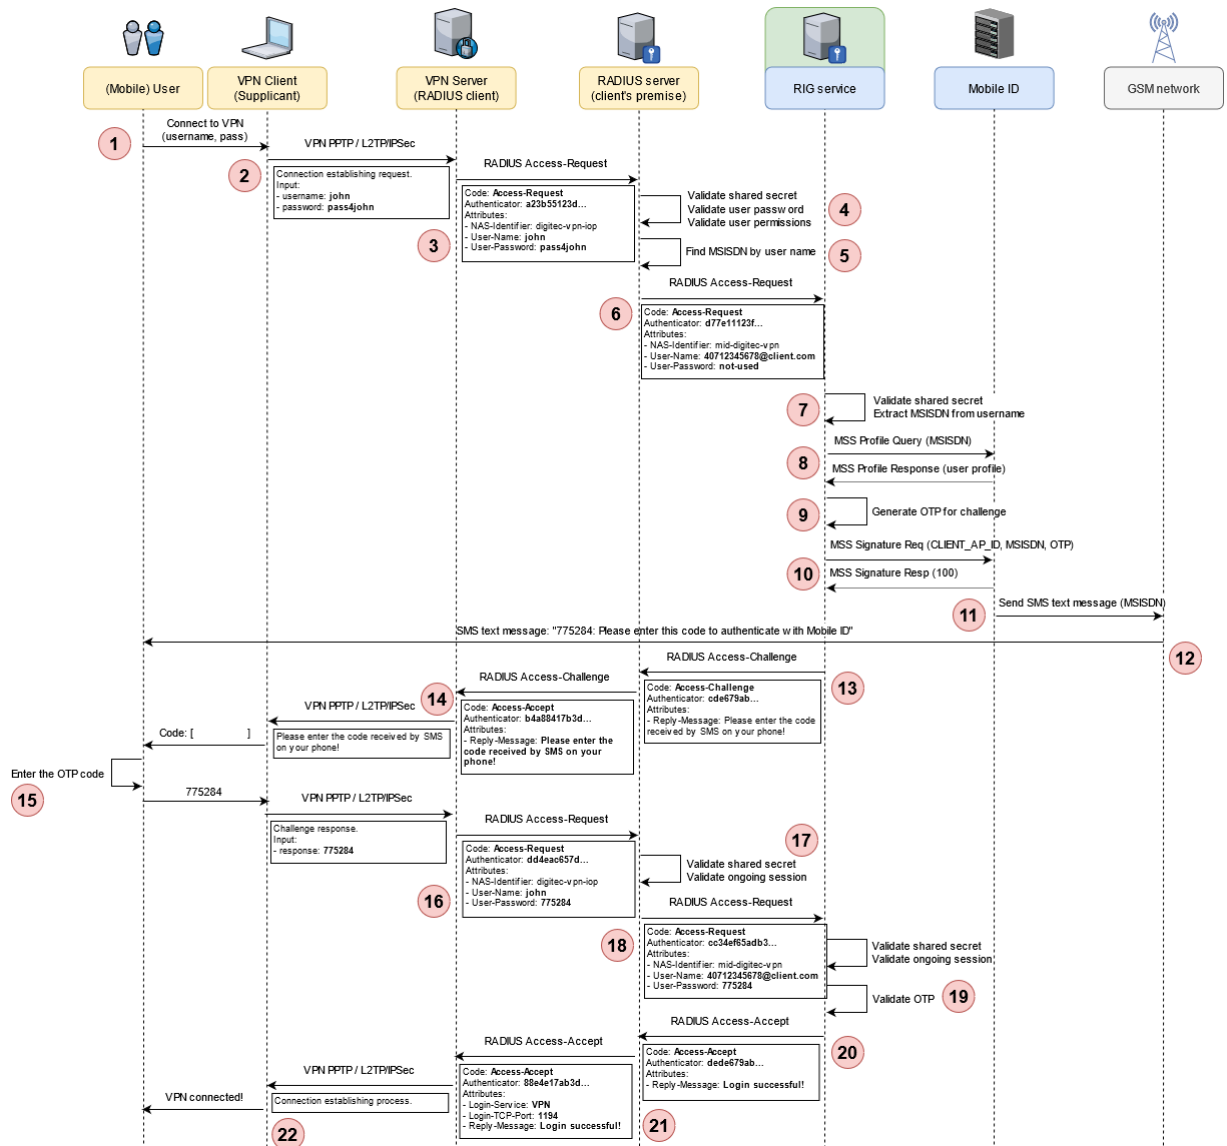 (Mobile) User
VPN Client
(Supplicant)
VPN Server
(RADIUS client)
RADIUS server
(client's premise)
RIG service
Mobile ID
GSM network
1
Connect to VPN
(username, pass)
2
VPN PPTP / L2TP/IPSec
Connection establishing request.
Input:
- username: john
- password: pass4john
3
RADIUS Access-Request
Code: Access-Request
Authenticator: a23b55123d...
Attributes:
- NAS-Identifier: digitec-vpn-iop
- User-Name: john
- User-Password: pass4john
Validate shared secret
Validate user password
Validate user permissions
4
Find MSISDN by user name
5
RADIUS Access-Request
6
Code: Access-Request
Authenticator: d77e11123f...
Attributes:
- NAS-Identifier: mid-digitec-vpn
- User-Name: 40712345678@client.com
- User-Password: not-used
7
Validate shared secret
Extract MSISDN from username
8
MSS Profile Query (MSISDN)
MSS Profile Response (user profile)
9
Generate OTP for challenge
MSS Signature Req (CLIENT_AP_ID, MSISDN, OTP)
10
MSS Signature Resp (100)
11
Send SMS text message (MSISDN)
SMS text message: "775284: Please enter this code to authenticate with Mobile ID"
12
RADIUS Access-Challenge
13
Code: Access-Challenge
Authenticator: cde679ab...
Attributes:
- Reply-Message: Please enter the code
received by SMS on your phone!
RADIUS Access-Challenge
14
Code: Access-Accept
Authenticator: b4a88417b3d...
Attributes:
- Reply-Message: Please enter the
code received by SMS on your
phone!
VPN PPTP / L2TP/IPSec
Please enter the code received by SMS
on your phone!
Code: [ ]
Enter the OTP code
15
775284
VPN PPTP / L2TP/IPSec
Challenge response.
Input:
- response: 775284
RADIUS Access-Request
16
Code: Access-Request
Authenticator: dd4eac657d...
Attributes:
- NAS-Identifier: digitec-vpn-iop
- User-Name: john
- User-Password: 775284
17
Validate shared secret
Validate ongoing session
RADIUS Access-Request
18
Code: Access-Request
Authenticator: cc34ef65adb3...
Attributes:
- NAS-Identifier: mid-digitec-vpn
- User-Name: 40712345678@client.com
- User-Password: 775284
Validate shared secret
Validate ongoing session
Validate OTP
19
RADIUS Access-Accept
20
Code: Access-Accept
Authenticator: dede679ab...
Attributes:
- Reply-Message: Login successful!
RADIUS Access-Accept
21
Code: Access-Accept
Authenticator: 88e4e17ab3d...
Attributes:
- Login-Service: VPN
- Login-TCP-Port: 1194
- Reply-Message: Login successful!
VPN PPTP / L2TP/IPSec
Connection establishing process.
VPN connected!
22